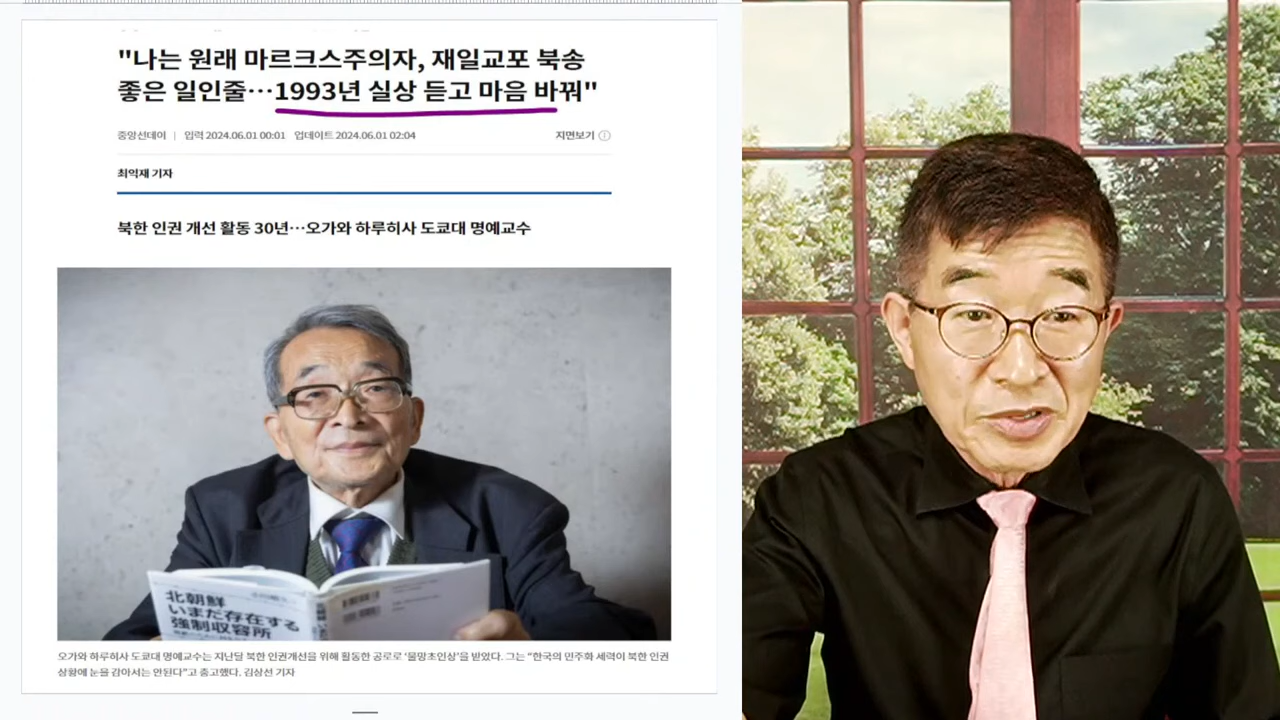 "나는 원래 마르크스주의자, 재일교포 북송
좋은 일인줄…1993년 실상 듣고 마음 바꿔"
중앙선데이 | 입력 2024.06.01 00:01 업데이트 2024.06.01 02:04 지면보기
최익재 기자
북한 인권 개선 활동 30년…오가와 하루히사 도쿄대 명예교수
北朝鮮
いまだ存在する
強制収容所
오가와 하루히사 도쿄대 명예교수는 지난달 북한 인권개선을 위해 활동한 공로로 '물망초인상'을 받았다. 그는 "한국의 민주화 세력이 북한 인권
상황에 눈을 감아서는 안된다"고 충고했다. 김상선 기자